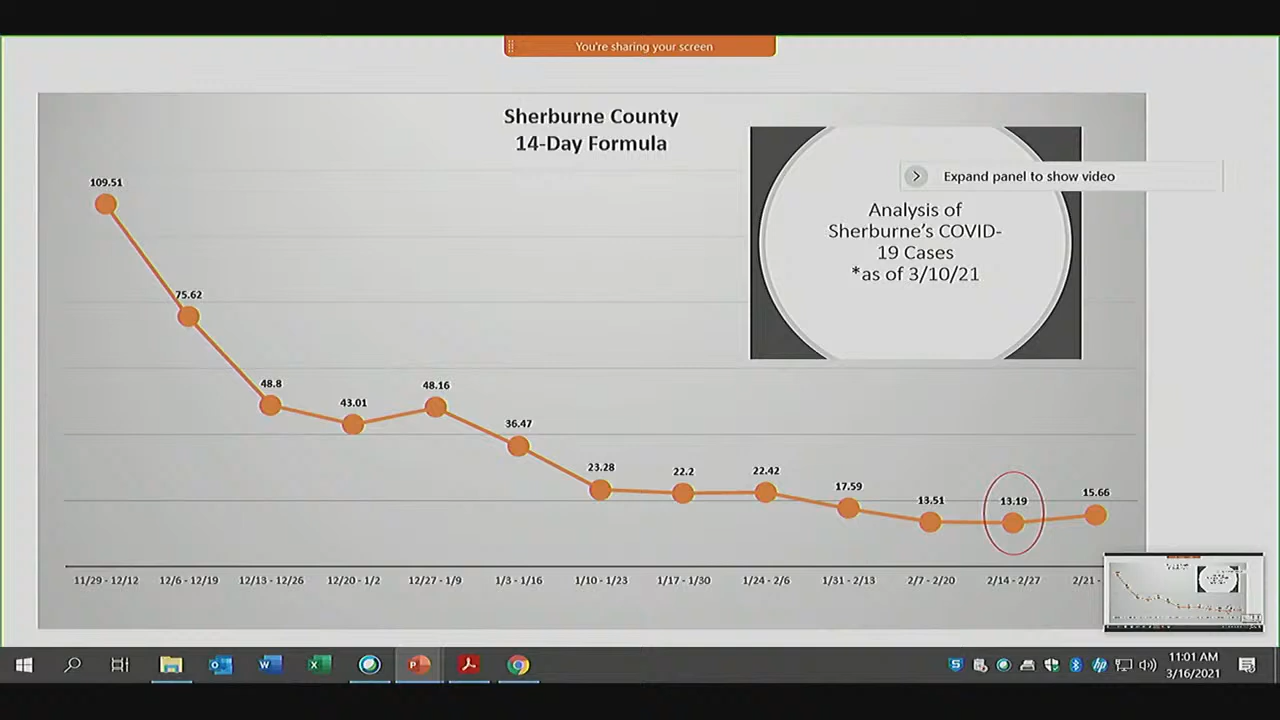 You're sharing your screen
Sherburne County
14-Day Formula
Expand panel to show video
Analysis of
Sherburne's COVID-
19 Cases
*as of 3/10/21
109.51
75.62
48.8
43.01
48.16
36.47
23.28
22.2
22.42
17.59
13.51
13.19
15.66
11/29 - 12/12
12/6 - 12/19
12/13 - 12/26
12/20 - 1/2
12/27 - 1/9
1/3 - 1/16
1/10 - 1/23
1/17 - 1/30
1/24 - 2/6
1/31 - 2/13
2/7 - 2/20
2/14 - 2/27
2/21 -
11:01 AM
3/16/2021